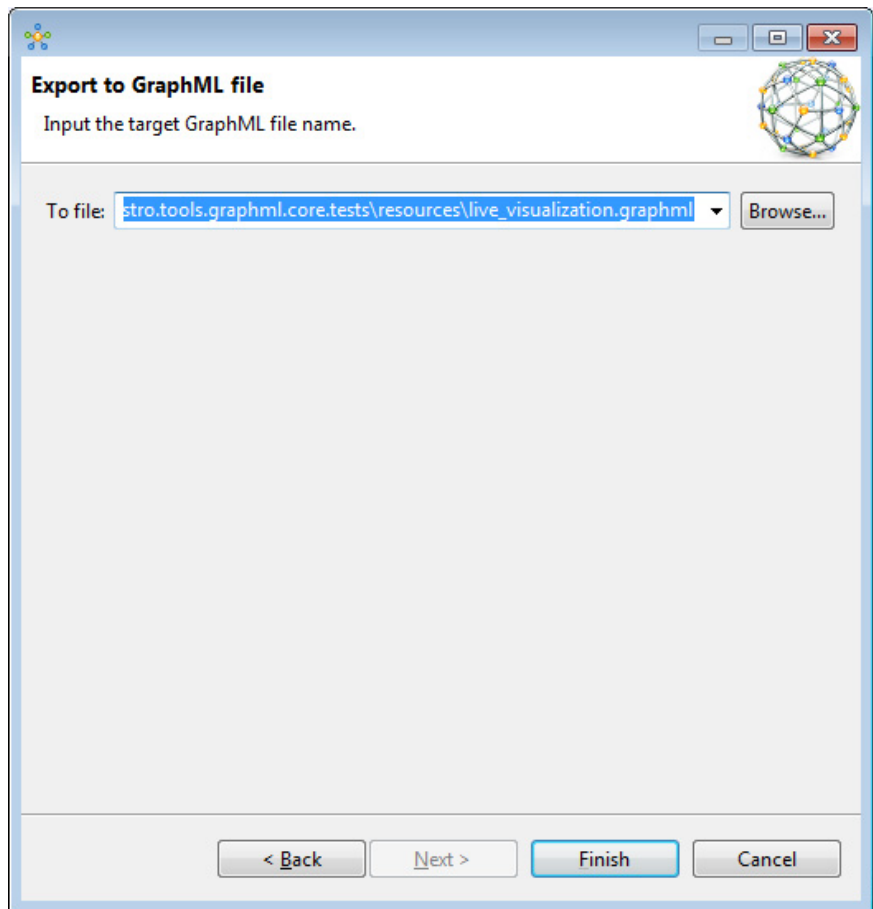 Export to GraphML file
Input the target GraphML file name.
To file: stro.tools.graphml.core.tests\resources\live_visualization.graphml Browse...
< Back Next > Finish Cancel